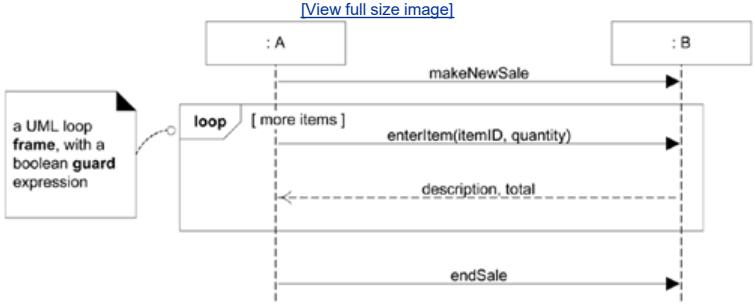 [View full size image]
: A
: B
makeNewSale
a UML loop
frame, with a
boolean guard
expression
loop
[ more items ]
enterItem(itemID, quantity)
description, total
endSale